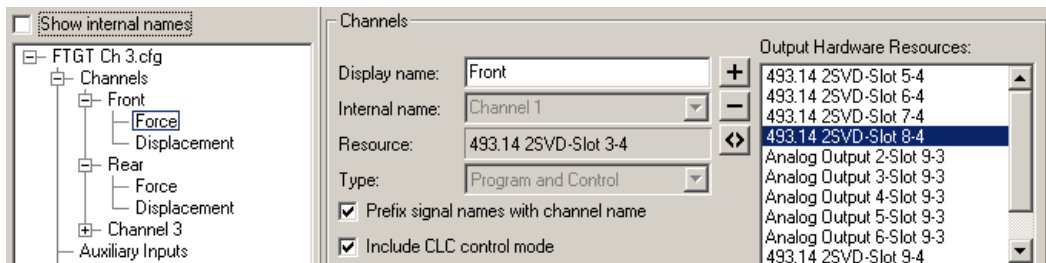 Show internal names
FTGT Ch 3.cfg
Channels
Front
Force
Displacement
Rear
Force
Displacement
Channel 3
Auxiliary Inputs
Channels
Display name: Front
Internal name: Channel 1
Resource: 493.14 2SVD-Slot 3-4
Type: Program and Control
Prefix signal names with channel name
Include CLC control mode
Output Hardware Resources:
493.14 2SVD-Slot 5-4
493.14 2SVD-Slot 6-4
493.14 2SVD-Slot 7-4
493.14 2SVD-Slot 8-4
Analog Output 2-Slot 9-3
Analog Output 3-Slot 9-3
Analog Output 4-Slot 9-3
Analog Output 5-Slot 9-3
Analog Output 6-Slot 9-3
493.14 2SVD-Slot 9-4